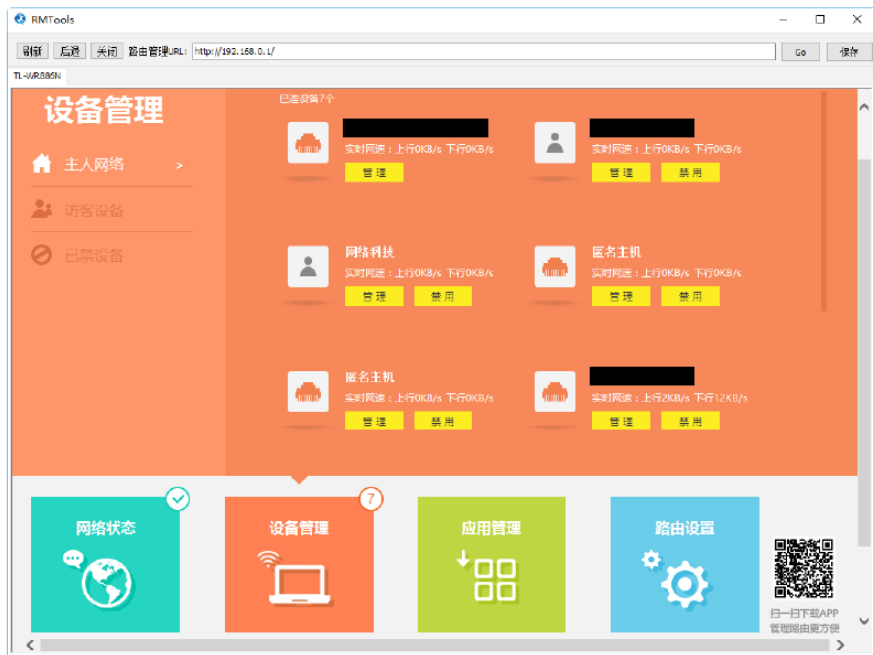 RMTools
刷新 后退 关闭 路由管理URL: http://192.168.0.1/ Go 保存
TL-WR886N
设备管理
主人网络 >
访客设备
已禁设备
已连设备7个
实时网速：上行0KB/s 下行0KB/s
管理
实时网速：上行0KB/s 下行0KB/s
管理 禁用
网络科技
实时网速：上行0KB/s 下行0KB/s
管理 禁用
匿名主机
实时网速：上行0KB/s 下行0KB/s
管理 禁用
匿名主机
实时网速：上行0KB/s 下行0KB/s
管理 禁用
实时网速：上行2KB/s 下行12KB/s
管理 禁用
网络状态
设备管理
7
应用管理
路由设置
扫一扫下载APP
管理路由更方便